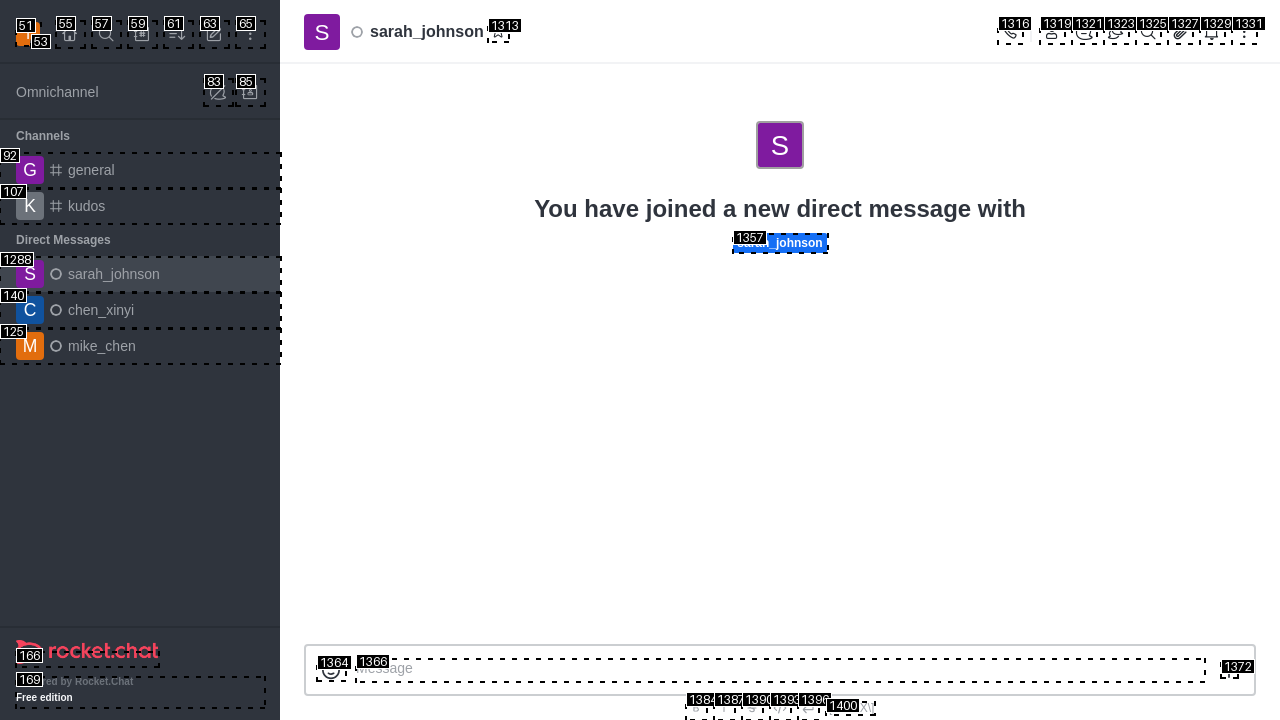 51
53
55
57
59
61
63
65
S
sarah_johnson
1313
1316
1319
1321
1323
1325
1327
1329
1331
Omnichannel
83
85
Channels
92
G
general
107
K
kudos
Direct Messages
1288
S
sarah_johnson
140
C
chen_xinyi
125
M
mike_chen
S
You have joined a new direct message with
1357
_johnson
166
rocket.chat
169
by Rocket.Chat
Free edition
1364
1366
Message
1372
1384
1387
1390
1393
1396
1400